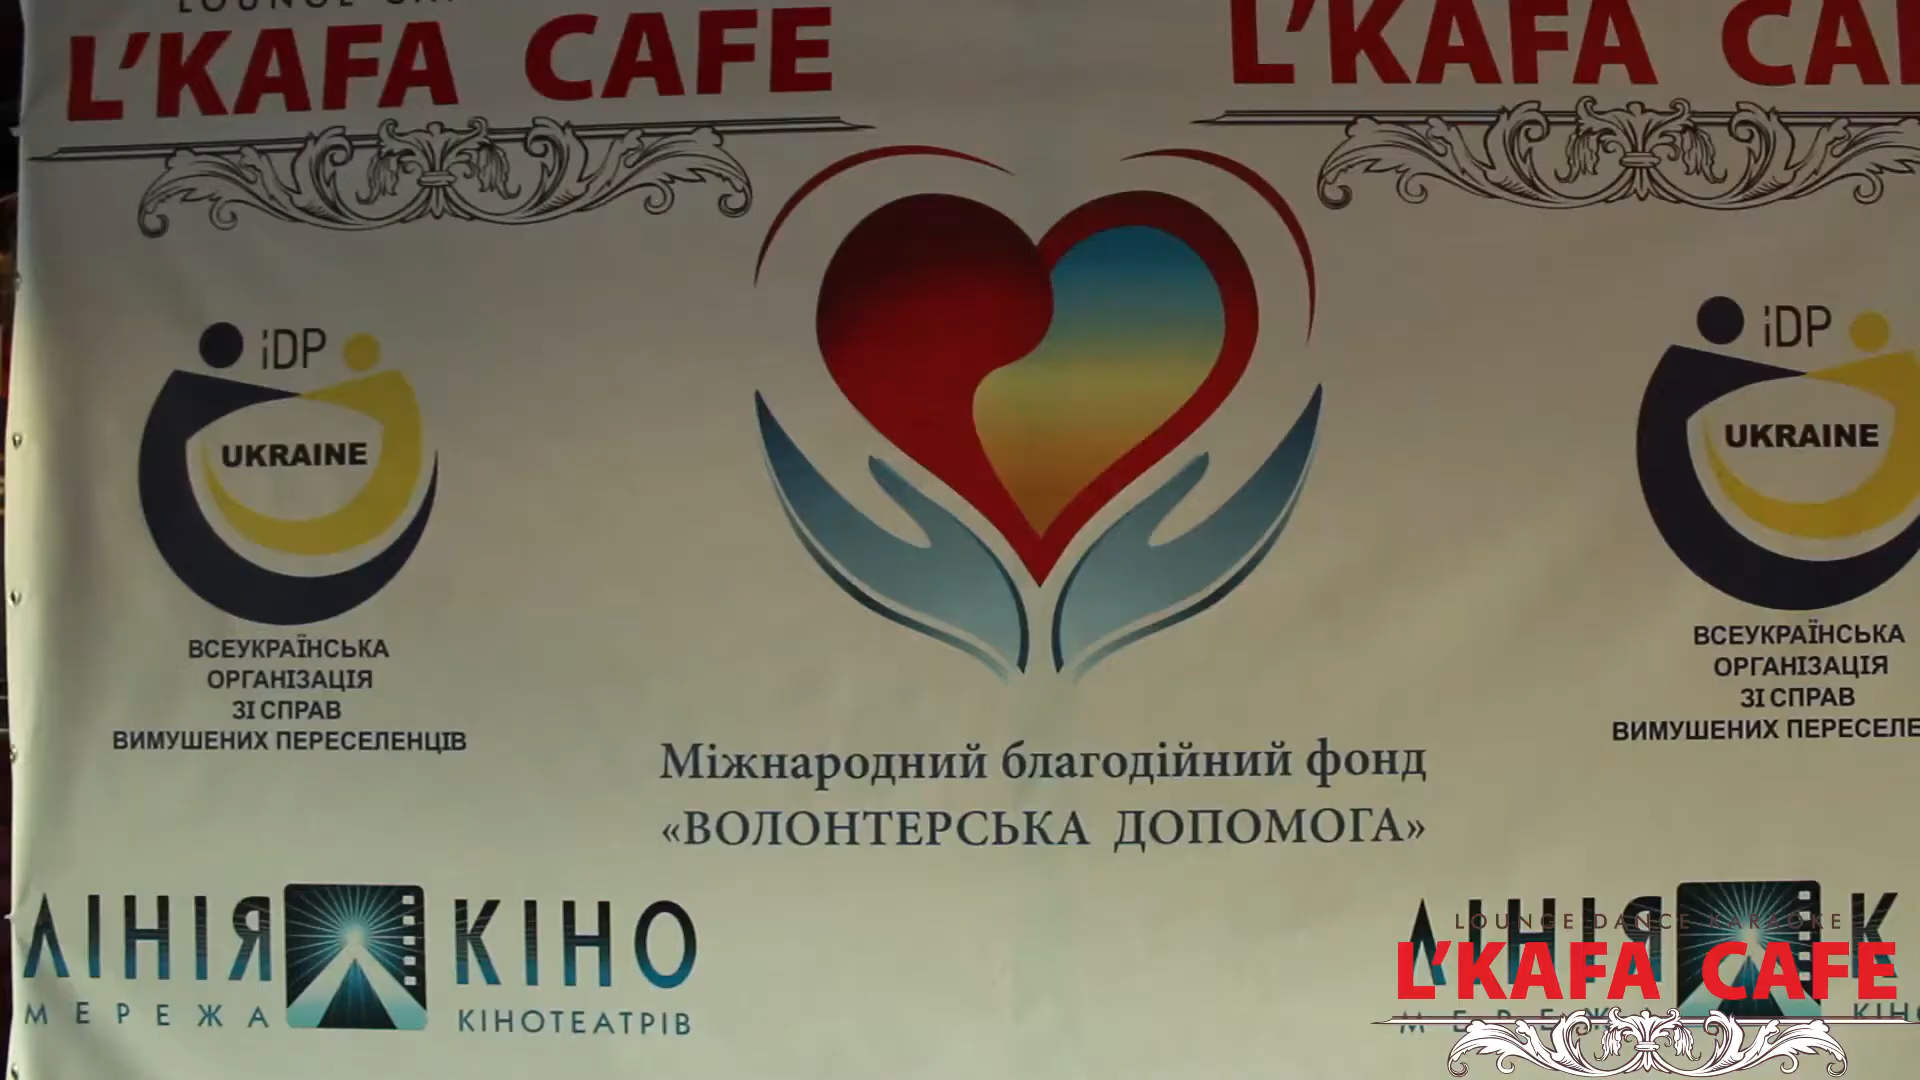 L'KAFA CAFE
L'KAFA CA
iDP
UKRAINE
ВСЕУКРАЇНСЬКА
ОРГАНІЗАЦІЯ
ЗІ СПРАВ
ВИМУШЕНИХ ПЕРЕСЕЛЕНЦІВ
Міжнародний благодійний фонд
«ВОЛОНТЕРСЬКА ДОПОМОГА»
iDP
UKRAINE
ВСЕУКРАЇНСЬКА
ОРГАНІЗАЦІЯ
ЗІ СПРАВ
ВИМУШЕНИХ ПЕРЕСЕЛЕ
ЛІНІЯ КІНО
МЕРЕЖА КІНОТЕАТРІВ
ЛІНІЯ К
LOUNGE DANCE KARAOKE
L'KAFA CAFE